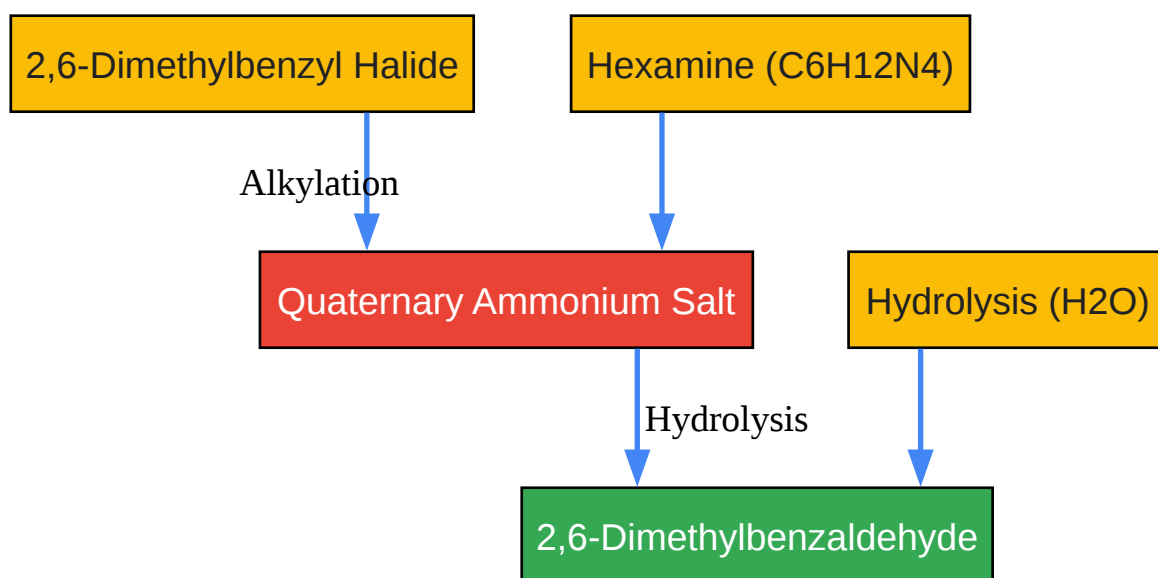 2,6-Dimethylbenzyl Halide
Hexamine (C6H12N4)
Alkylation
Quaternary Ammonium Salt
Hydrolysis (H2O)
Hydrolysis
2,6-Dimethylbenzaldehyde